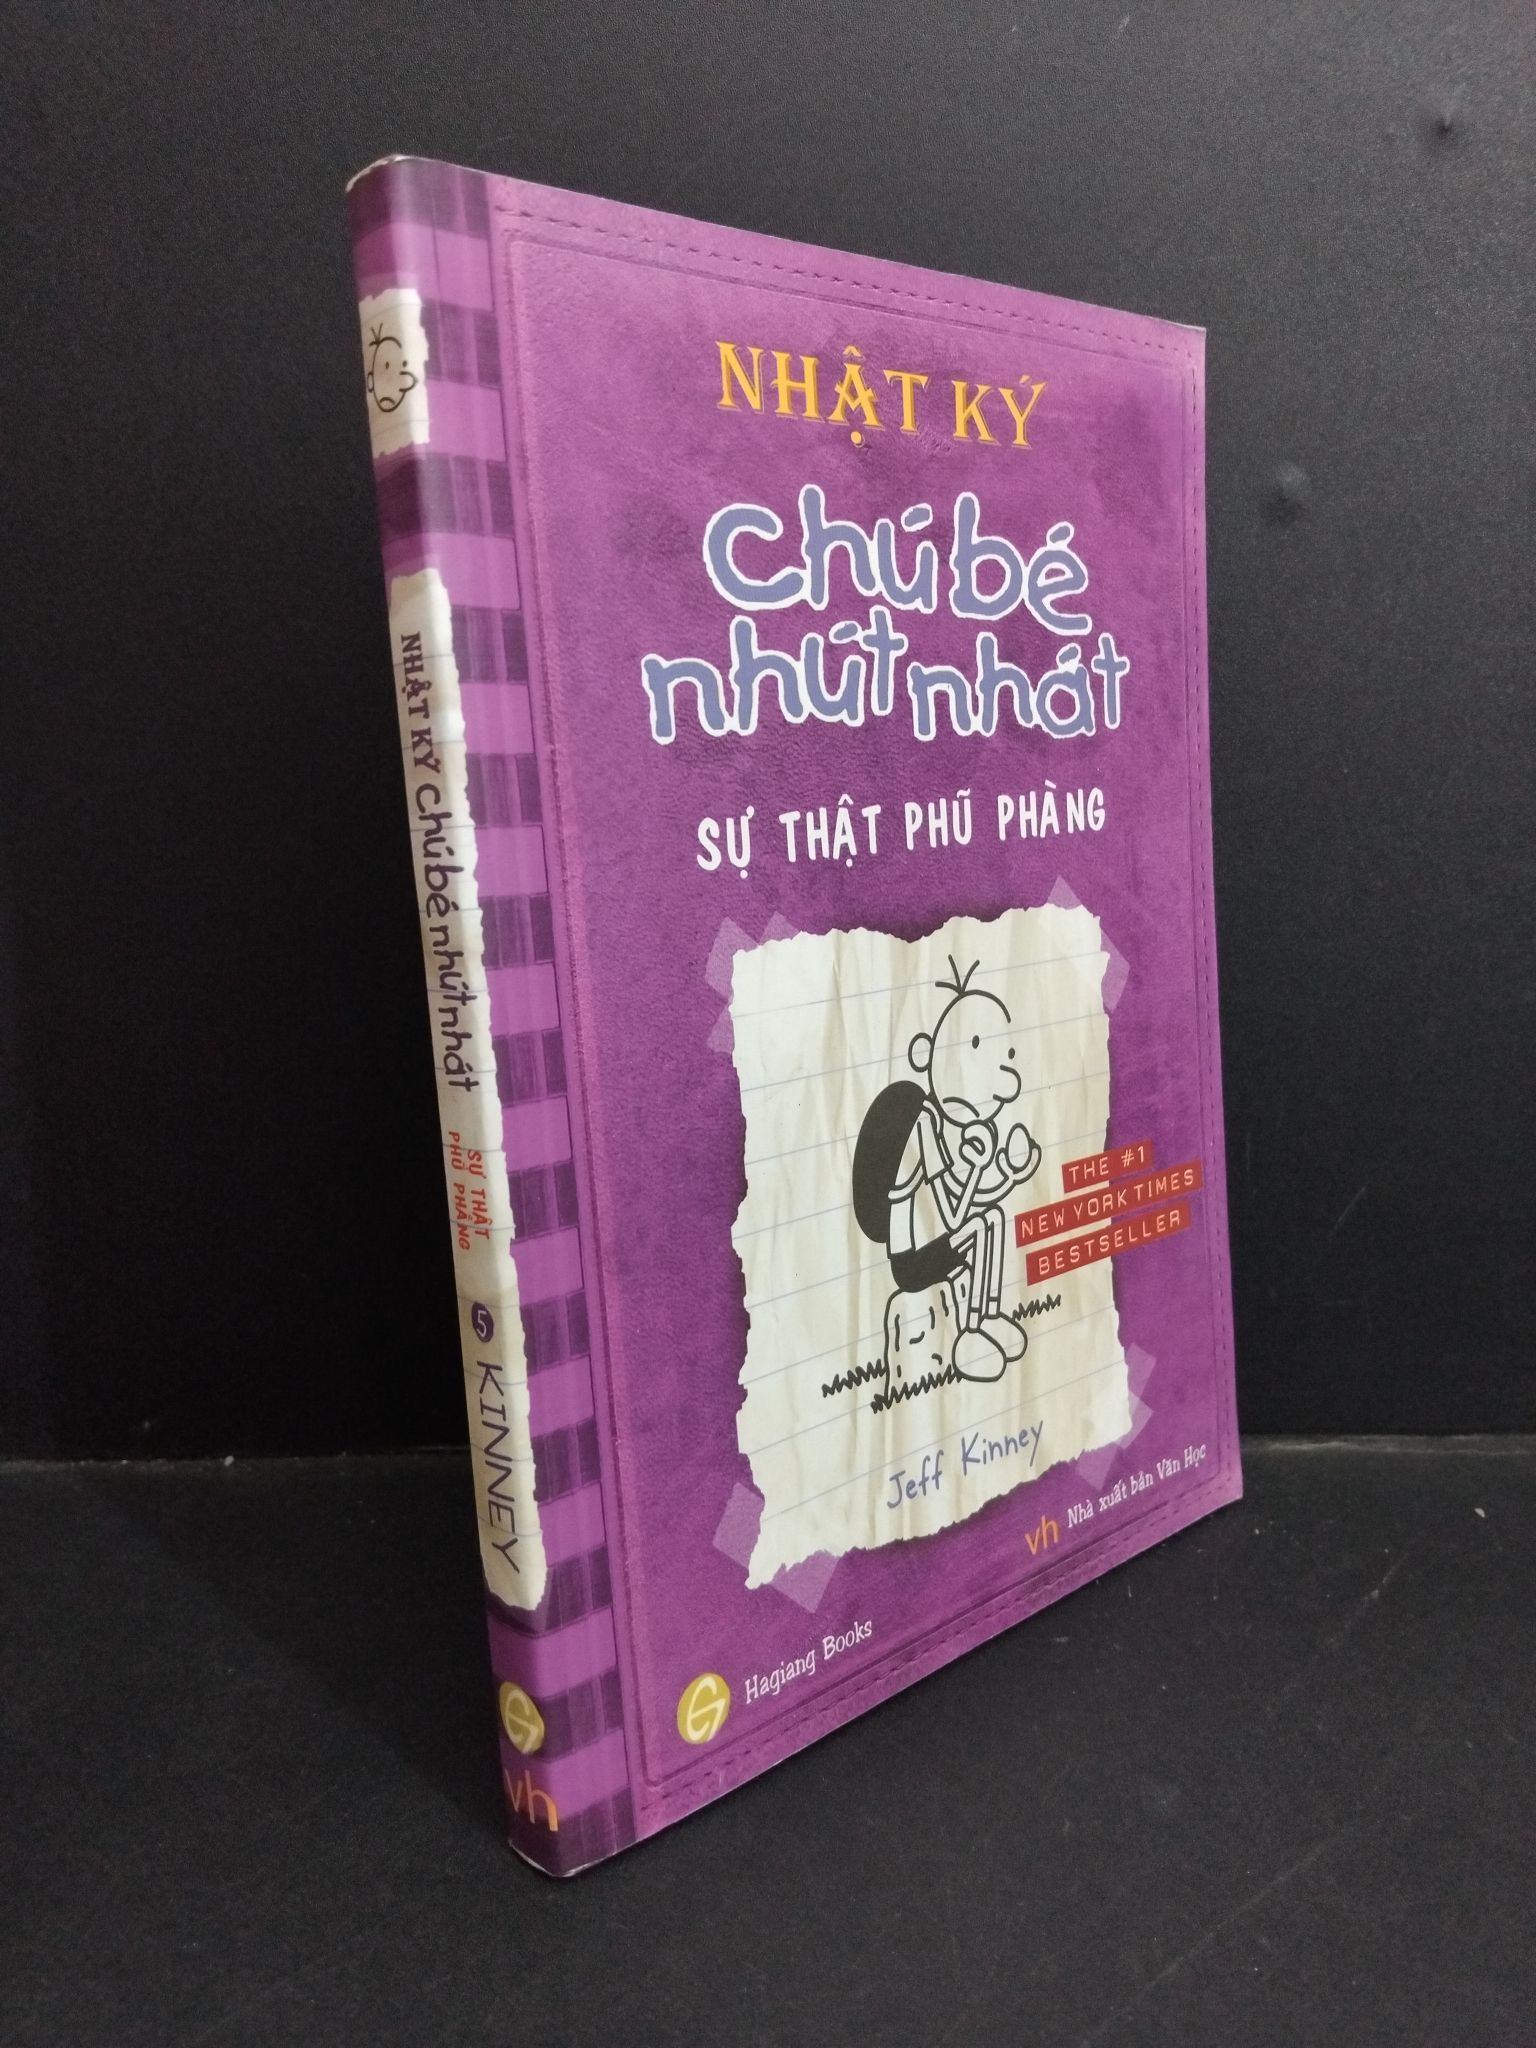 NHẬT KÝ
chú bé
nhút nhát
SỰ THẬT PHŨ PHÀNG
THE #1
NEW YORK TIMES
BESTSELLER
Jeff Kinney
vh Nhà xuất bản Văn Học
Hagiang Books
NHẬT KÝ chú bé nhút nhát
SỰ THẬT
PHŨ PHÀNG
5
KINNEY
vh